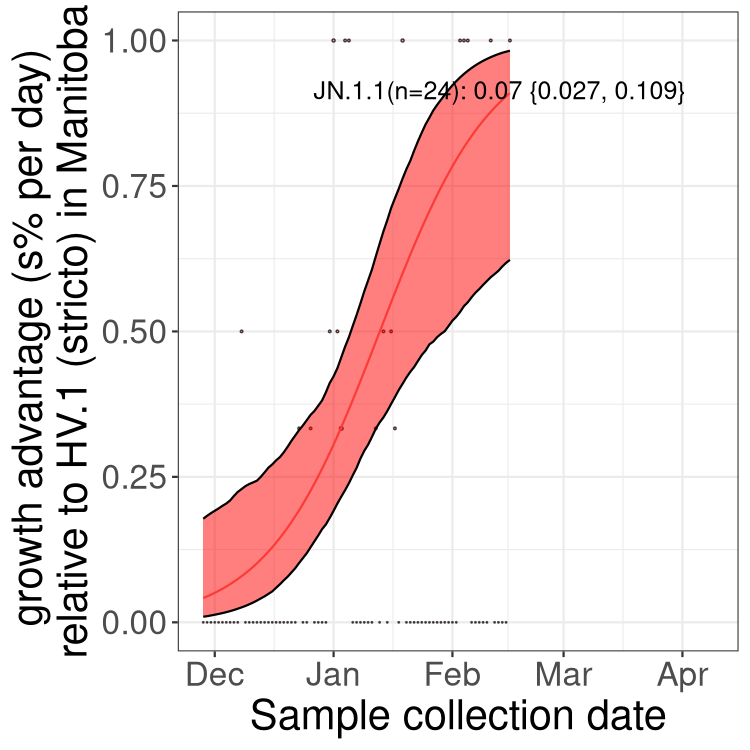 growth advantage (s% per day)
relative to HV.1 (stricto) in Manitoba
1.00
0.75
0.50
0.25
0.00
JN.1.1(n=24): 0.07 {0.027, 0.109}
Dec Jan Feb Mar Apr
Sample collection date